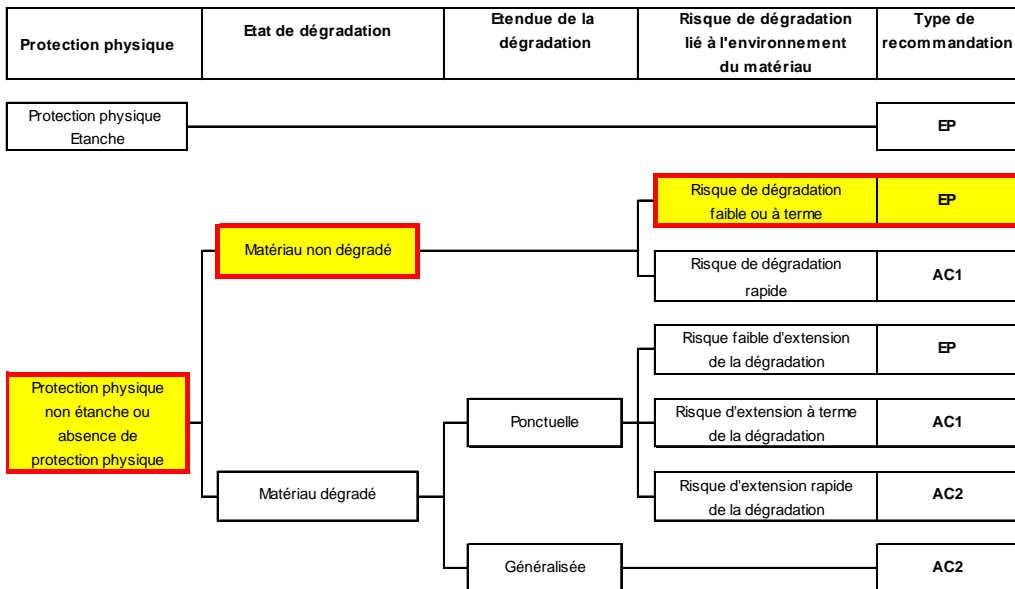 Protection physique
Etat de dégradation
Etendue de la
dégradation
Risque de dégradation
lié à l'environnement
du matériau
Type de
recommandation
Protection physique
Etanche
EP
Risque de dégradation
faible ou à terme
EP
Matériau non dégradé
Risque de dégradation
rapide
AC1
Risque faible d'extension
de la dégradation
EP
Protection physique
non étanche ou
absence de
protection physique
Ponctuelle
Risque d'extension à terme
de la dégradation
AC1
Matériau dégradé
Risque d'extension rapide
de la dégradation
AC2
Généralisée
AC2